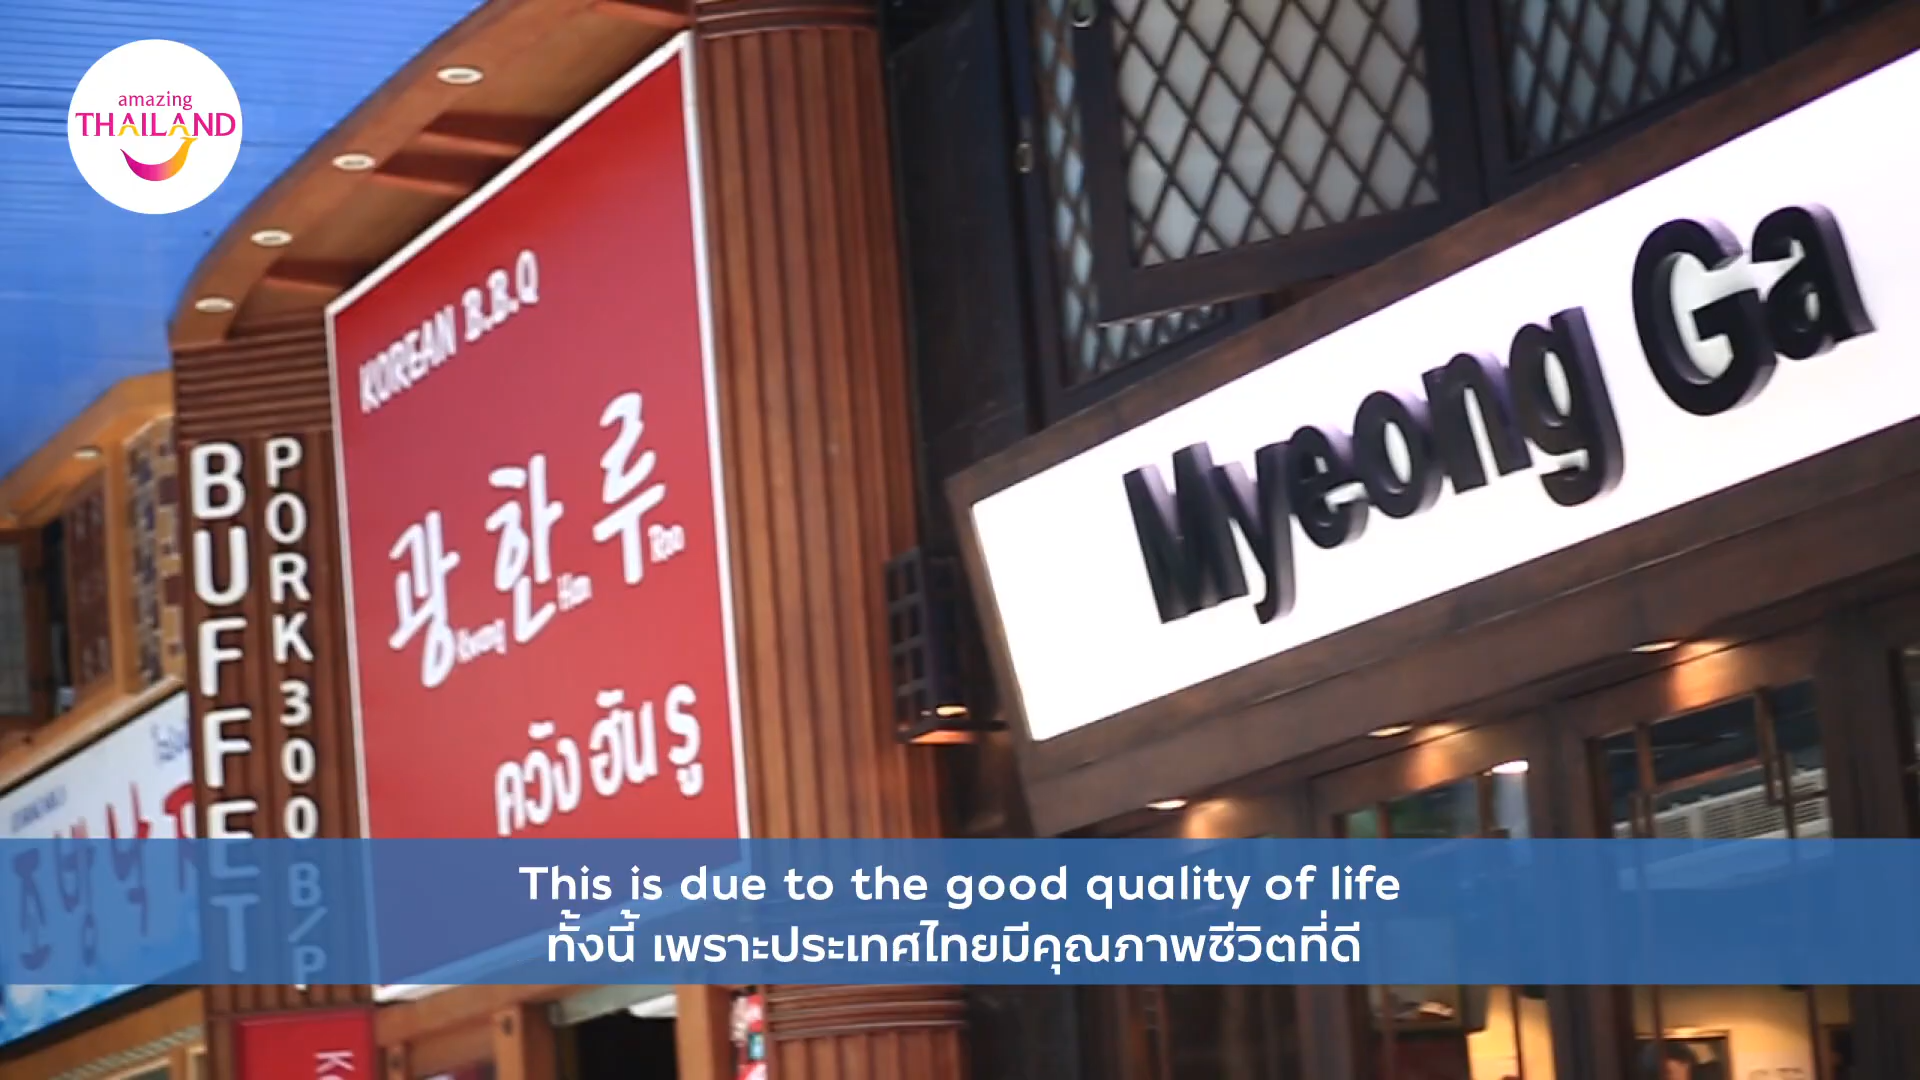 amazing
THAILAND
KOREAN B.B.Q
광한루
Kwang Han Roo
ควังฮันรู
BUFFET
PORK 300 B/P
Myeong Ga
조방낙
This is due to the good quality of life
ทั้งนี้ เพราะประเทศไทยมีคุณภาพชีวิตที่ดี